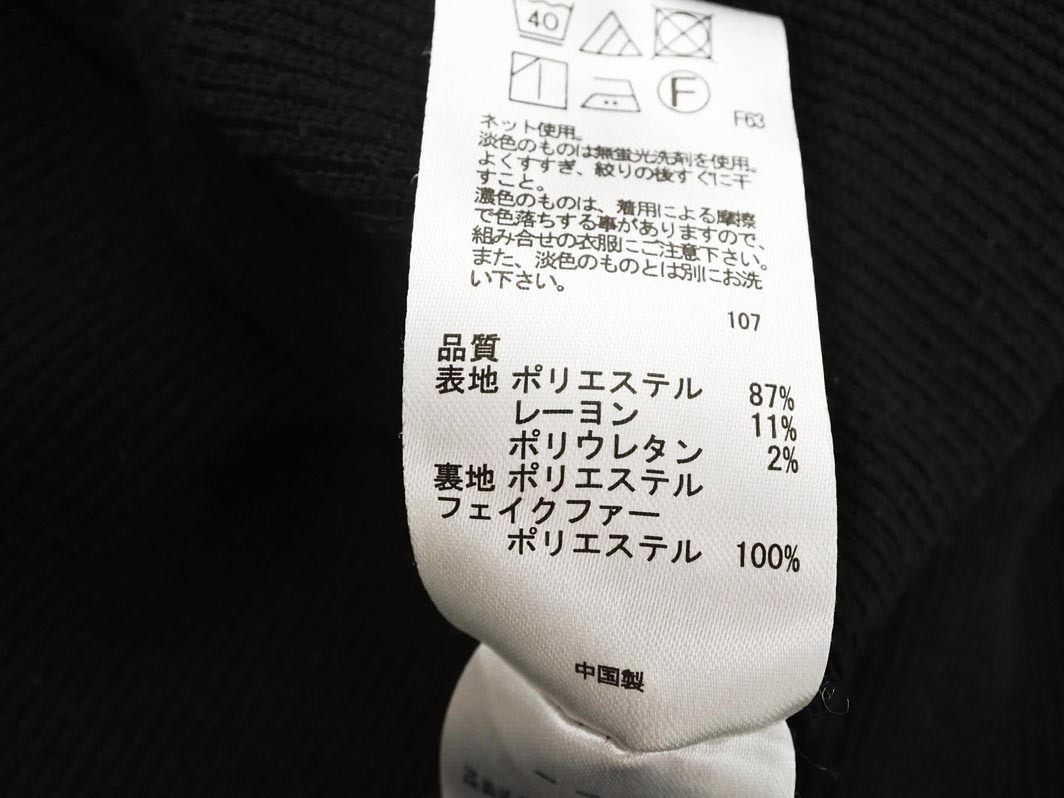 40
F
F63
ネット使用。
淡色のものは無蛍光洗剤を使用。
よくすすぎ、絞りの後すぐに干
すこと。
濃色のものは、着用による摩擦
で色落ちする事がありますので、
組み合せの衣服にご注意下さい。
また、淡色のものとは別にお洗
い下さい。
107
品質
表地 ポリエステル 87%
レーヨン 11%
ポリウレタン 2%
裏地 ポリエステル
フェイクファー
ポリエステル 100%
中国製